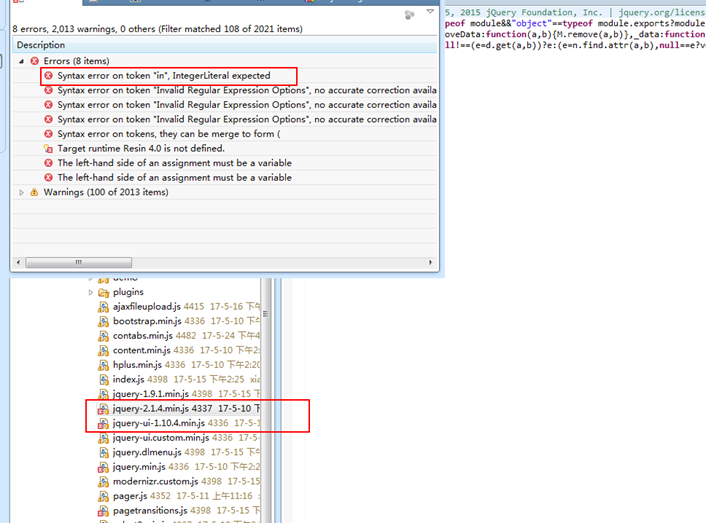 5, 2015 jQuery Foundation, Inc. | jquery.org/licens
peof module&&"object"==typeof module.exports?module
oveData:function(a,b){M.remove(a,b)},_data:function
ll!==(e=d.get(a))?e:(e=n.find.attr(a,b),null==e?v
8 errors, 2,013 warnings, 0 others (Filter matched 108 of 2021 items)
Description
Errors (8 items)
Syntax error on token "in", IntegerLiteral expected
Syntax error on token "Invalid Regular Expression Options", no accurate correction availa
Syntax error on token "Invalid Regular Expression Options", no accurate correction availa
Syntax error on token "Invalid Regular Expression Options", no accurate correction availa
Syntax error on tokens, they can be merge to form (
Target runtime Resin 4.0 is not defined.
The left-hand side of an assignment must be a variable
The left-hand side of an assignment must be a variable
Warnings (100 of 2013 items)
demo
plugins
ajaxfileupload.js 4415 17-5-16 下午
bootstrap.min.js 4336 17-5-10 下
contabs.min.js 4482 17-5-24 下午4
content.min.js 4336 17-5-10 下午2:
hplus.min.js 4336 17-5-10 下午2:20
index.js 4398 17-5-15 下午2:25 xia
jquery-1.9.1.min.js 4398 17-5-15
jquery-2.1.4.min.js 4337 17-5-10 下
jquery-ui-1.10.4.min.js 4336 17-5-1
jquery-ui.custom.min.js 4336 17-5
jquery.dlmenu.js 4398 17-5-15 下
jquery.min.js 4336 17-5-10 下午2:
modernizr.custom.js 4398 17-5-15
pager.js 4352 17-5-11 上午11:16
pagetransitions.js 4398 17-5-15 下